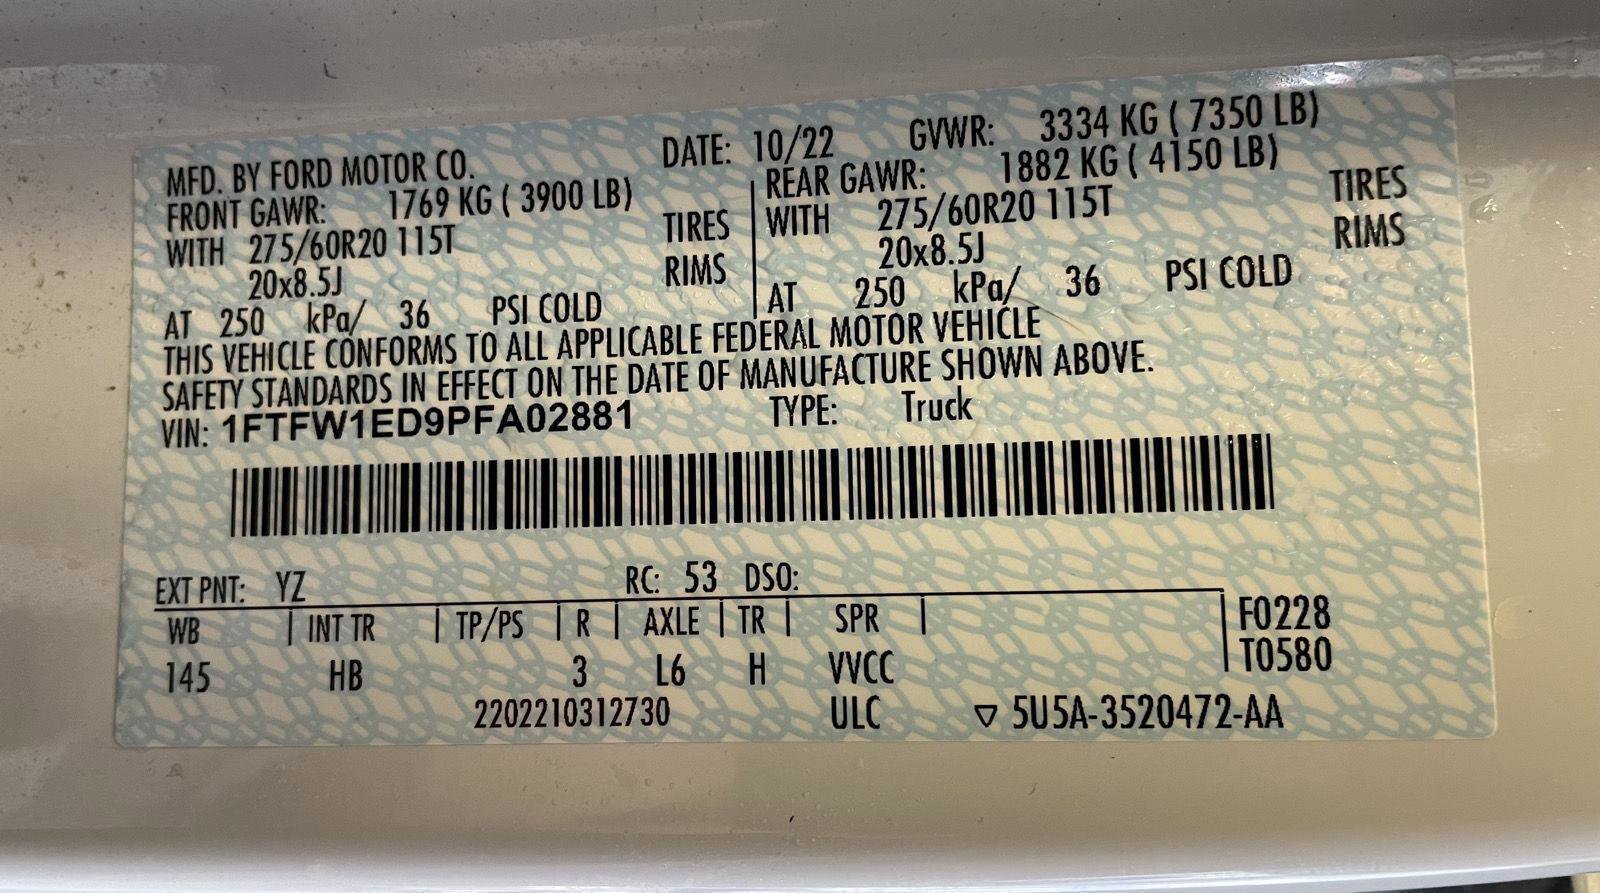 MFD. BY FORD MOTOR CO. DATE: 10/22 GVWR: 3334 KG ( 7350 LB)
FRONT GAWR: 1769 KG ( 3900 LB) REAR GAWR: 1882 KG ( 4150 LB)
WITH 275/60R20 115T TIRES WITH 275/60R20 115T TIRES
20x8.5J RIMS 20x8.5J RIMS
AT 250 kPa/ 36 PSI COLD AT 250 kPa/ 36 PSI COLD
THIS VEHICLE CONFORMS TO ALL APPLICABLE FEDERAL MOTOR VEHICLE
SAFETY STANDARDS IN EFFECT ON THE DATE OF MANUFACTURE SHOWN ABOVE.
VIN: 1FTFW1ED9PFA02881 TYPE: Truck
EXT PNT: YZ RC: 53 DSO:
WB | INT TR | TP/PS | R | AXLE | TR | SPR | F0228
145 HB 3 L6 H VVCC T0580
2202210312730 ULC ▽ 5U5A-3520472-AA